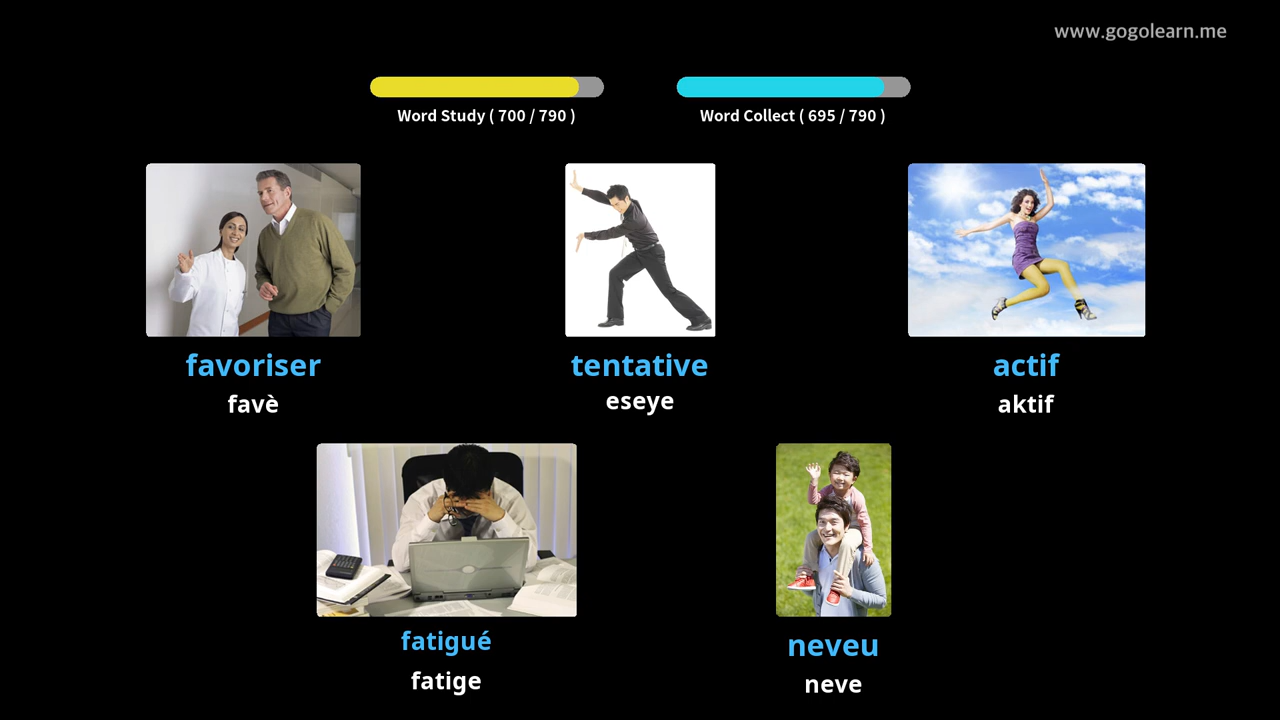 www.gogolearn.me
Word Study ( 700 / 790 )
Word Collect ( 695 / 790 )
favoriser
favè
tentative
eseye
actif
aktif
fatigué
fatige
neveu
neve